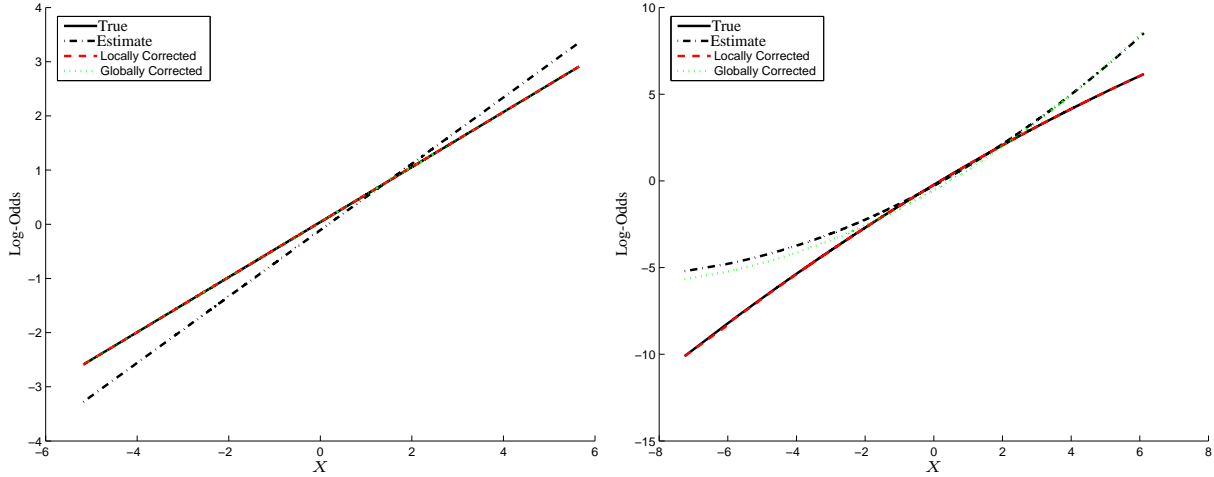 True
Estimate
Locally Corrected
Globally Corrected
4
3
2
1
0
−1
−2
−3
−4
Log-Odds
−6
−4
−2
0
2
4
6
X
True
Estimate
Locally Corrected
Globally Corrected
10
5
0
−5
−10
−15
Log-Odds
−8
−6
−4
−2
0
2
4
6
8
X